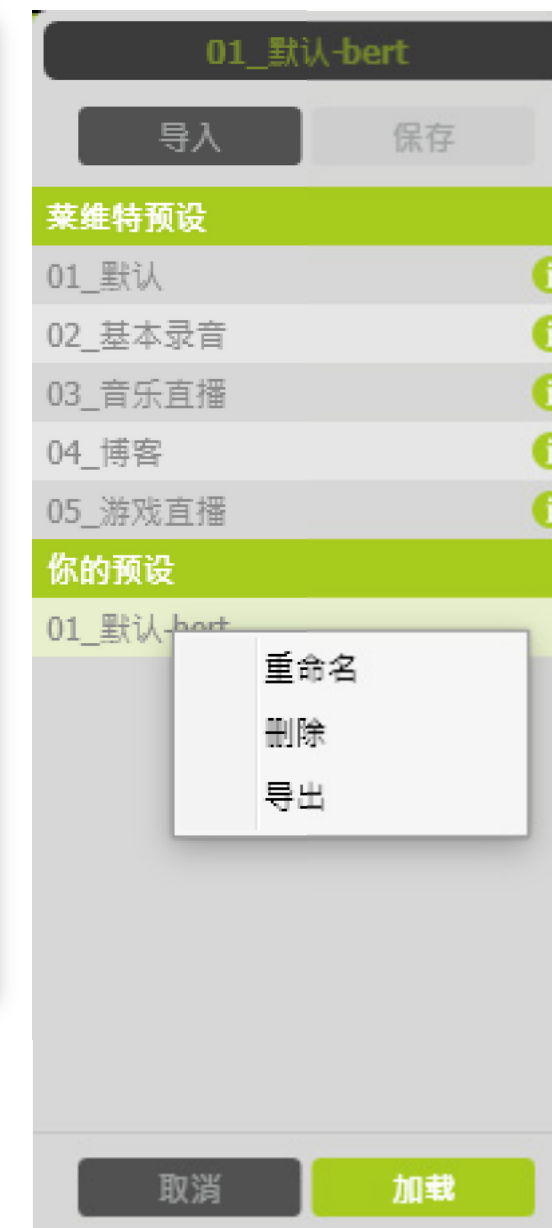 01_默认-bert
导入 保存
莱维特预设
01_默认
02_基本录音
03_音乐直播
04_博客
05_游戏直播
你的预设
01_默认-bert
重命名
删除
导出
取消 加载